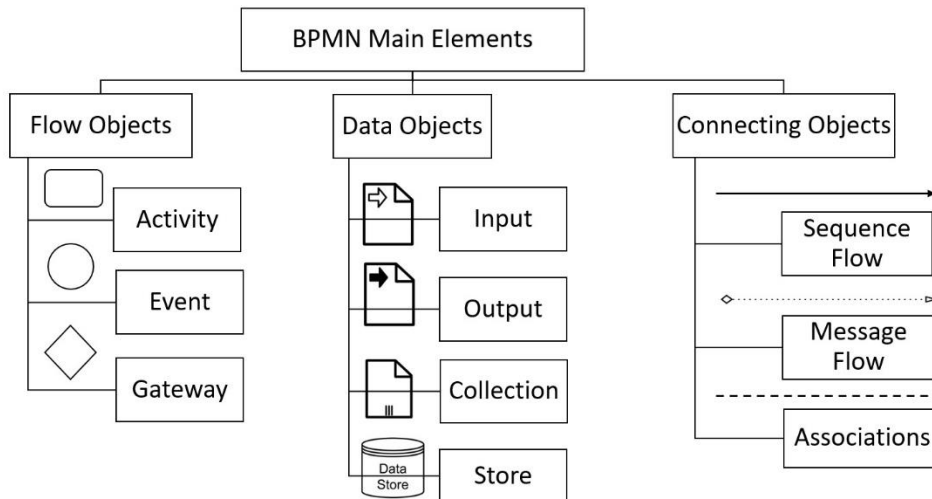 BPMN Main Elements
Flow Objects
Activity
Event
Gateway
Data Objects
Input
Output
Collection
Data
Store
Store
Connecting Objects
Sequence
Flow
Message
Flow
Associations